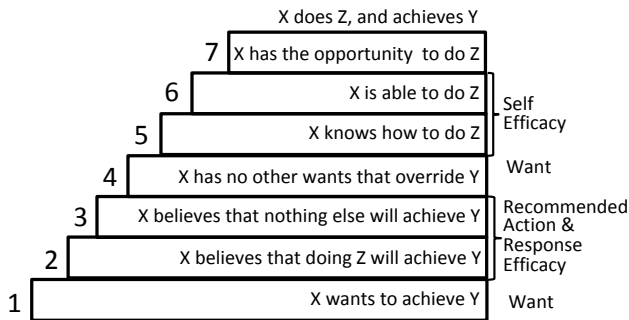 X does Z, and achieves Y
7 X has the opportunity to do Z
6 X is able to do Z
5 X knows how to do Z
Self
Efficacy
4 X has no other wants that override Y
Want
3 X believes that nothing else will achieve Y
2 X believes that doing Z will achieve Y
Recommended
Action &
Response
Efficacy
1 X wants to achieve Y
Want